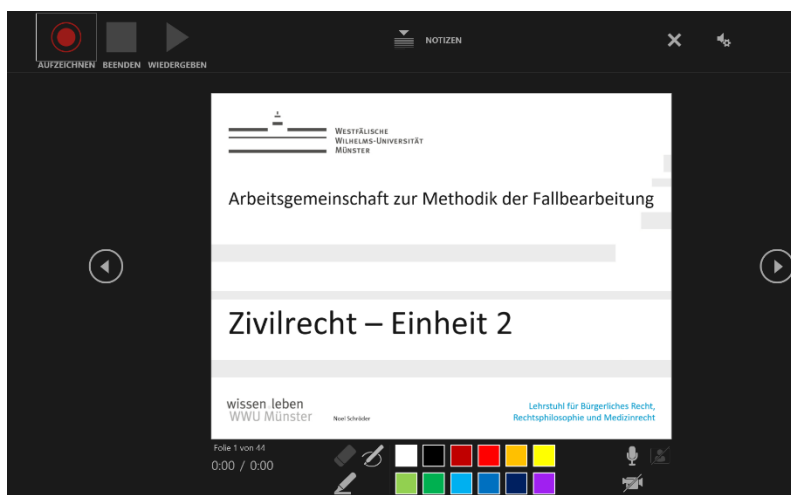 NOTIZEN
AUFZEICHNEN BEENDEN WIEDERGEBEN
WESTFÄLISCHE
WILHELMS-UNIVERSITÄT
MÜNSTER
Arbeitsgemeinschaft zur Methodik der Fallbearbeitung
Zivilrecht – Einheit 2
wissen.leben
WWU Münster
Noel Schröder
Lehrstuhl für Bürgerliches Recht,
Rechtsphilosophie und Medizinrecht
Folie 1 von 44
0:00 / 0:00